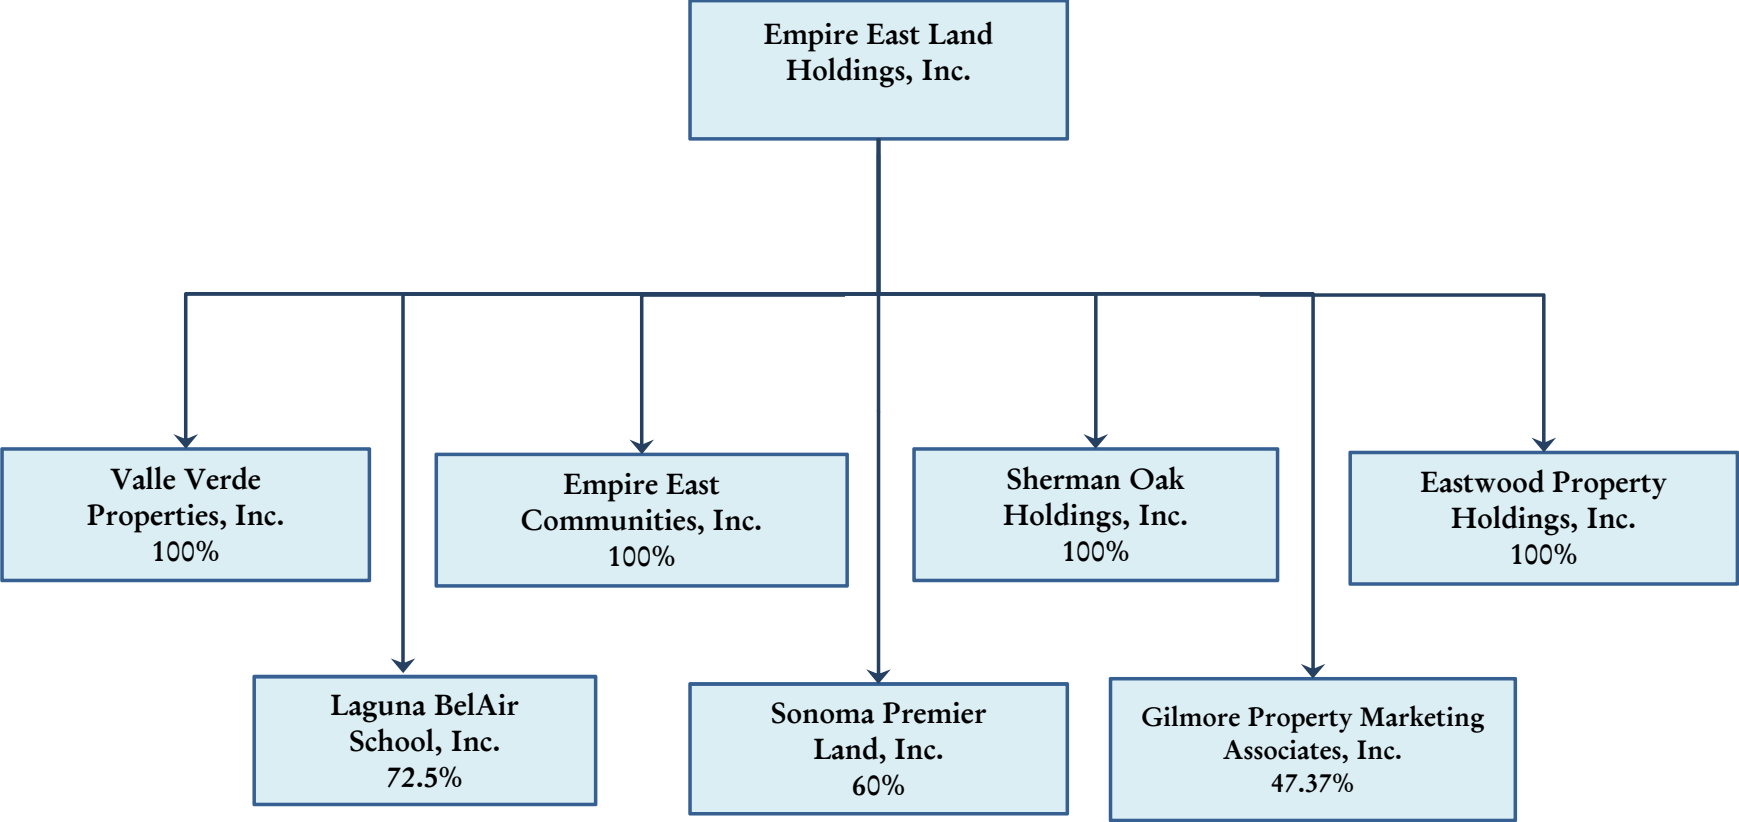 Empire East Land
Holdings, Inc.
Valle Verde
Properties, Inc.
100%
Empire East
Communities, Inc.
100%
Sherman Oak
Holdings, Inc.
100%
Eastwood Property
Holdings, Inc.
100%
Laguna BelAir
School, Inc.
72.5%
Sonoma Premier
Land, Inc.
60%
Gilmore Property Marketing
Associates, Inc.
47.37%